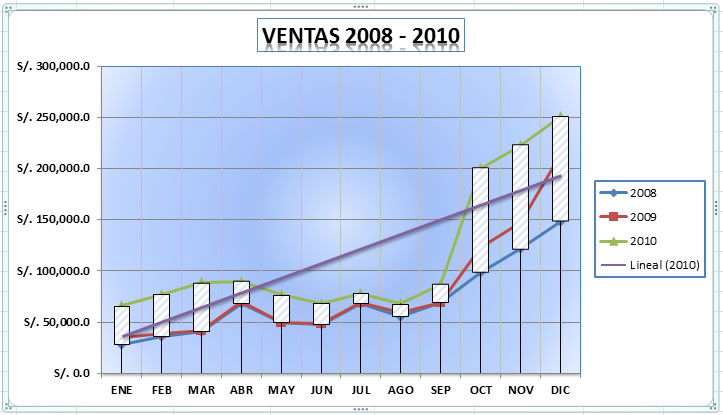 VENTAS 2008 - 2010
S/. 300,000.0
S/. 250,000.0
S/. 200,000.0
S/. 150,000.0
S/. 100,000.0
S/. 50,000.0
S/. 0.0
ENE FEB MAR ABR MAY JUN JUL AGO SEP OCT NOV DIC
2008
2009
2010
Lineal (2010)